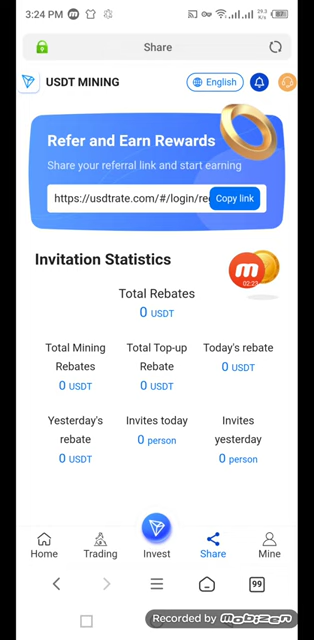 3:24 PM
Share
USDT MINING
English
Refer and Earn Rewards
Share your referral link and start earning
https://usdtrate.com/#/login/re
Copy link
Invitation Statistics
02:23
Total Rebates
0 USDT
Total Mining Rebates
0 USDT
Total Top-up Rebate
0 USDT
Today's rebate
0 USDT
Yesterday's rebate
0 USDT
Invites today
0 person
Invites yesterday
0 person
Home
Trading
Invest
Share
Mine
99
Recorded by mobizen